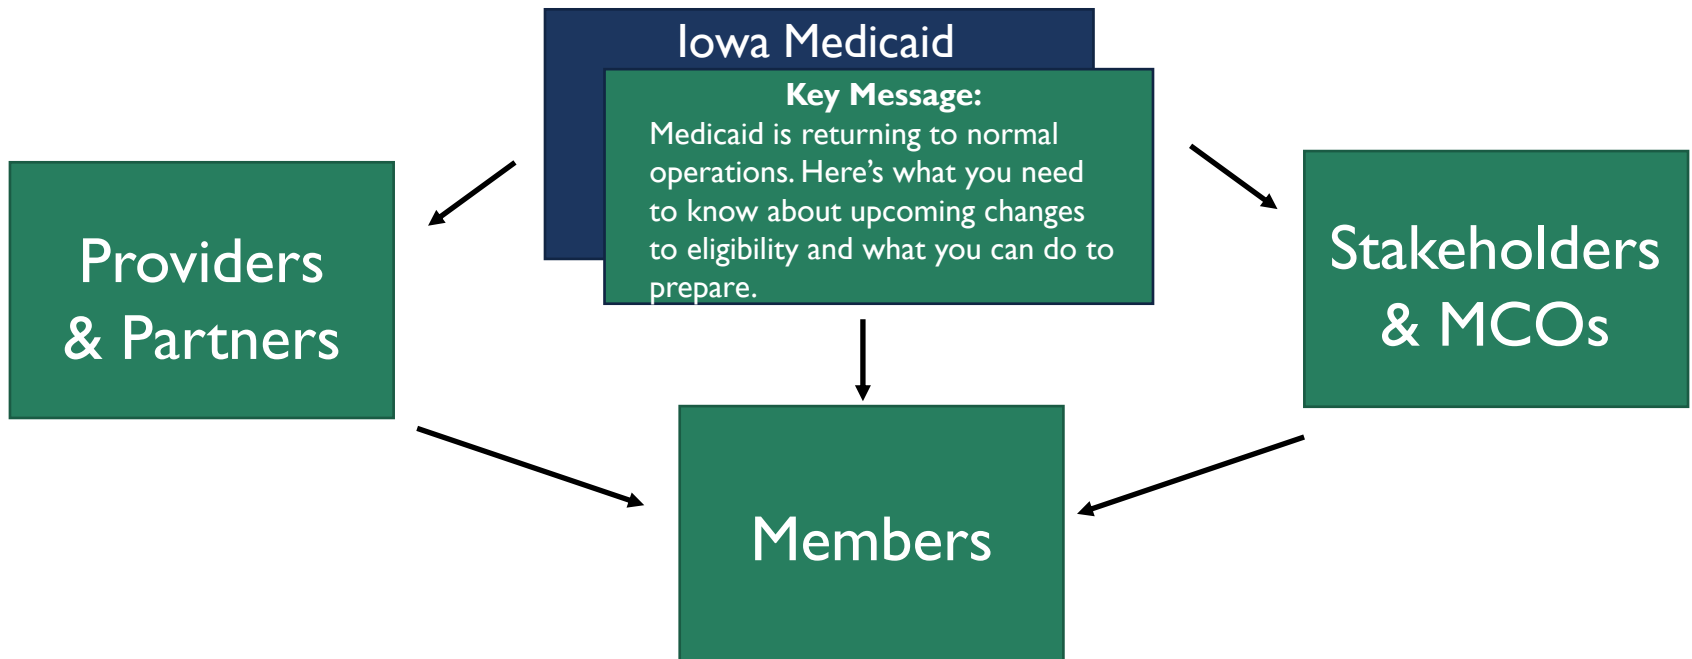 Iowa Medicaid
Key Message:
Medicaid is returning to normal
operations. Here’s what you need
to know about upcoming changes
to eligibility and what you can do to
prepare.
Providers
& Partners
Stakeholders
& MCOs
Members